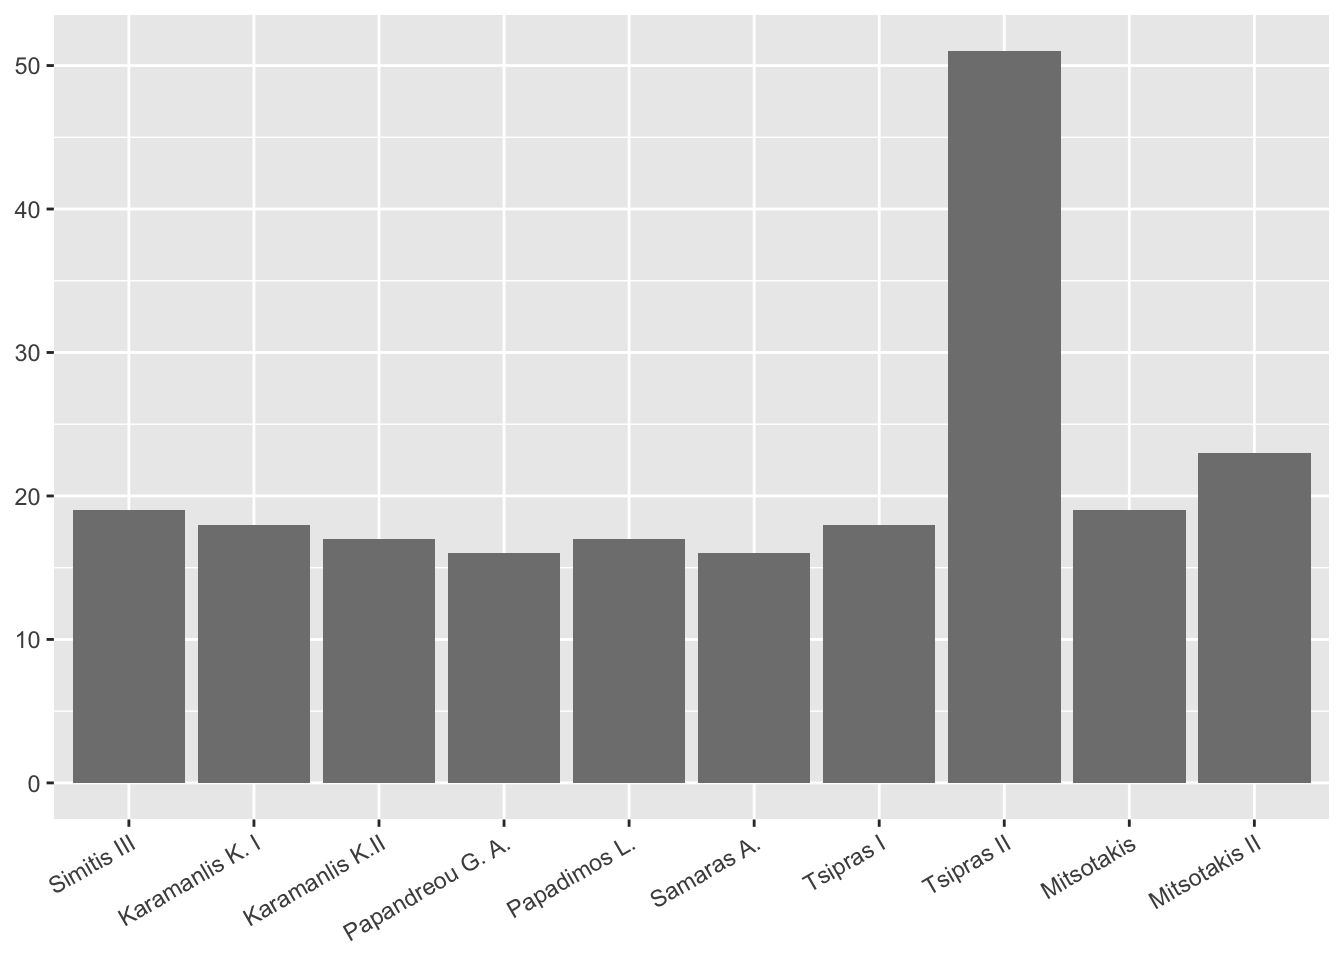 50
40
30
20
10
0
Simitis III
Karamanlis K. I
Karamanlis K.II
Papandreou G. A.
Papadimos L.
Samaras A.
Tsipras I
Tsipras II
Mitsotakis
Mitsotakis II